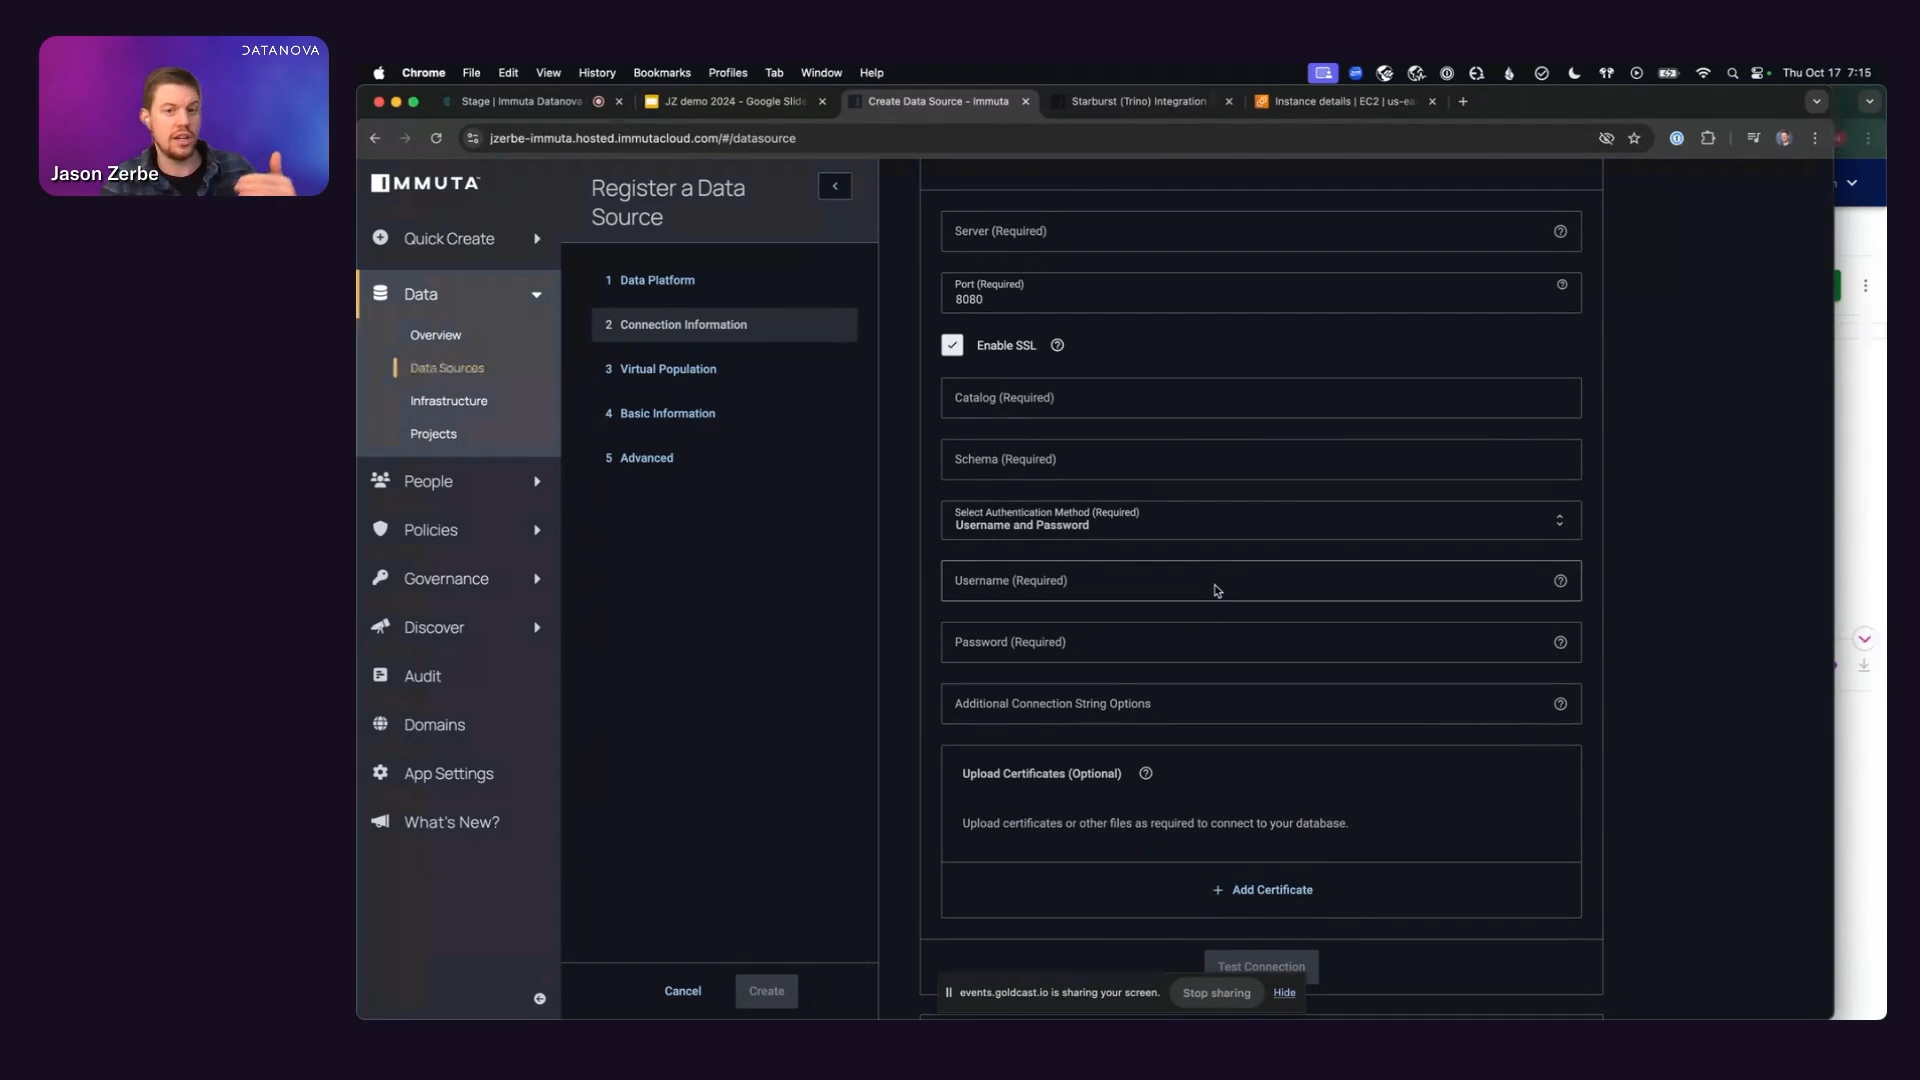 DATANOVA
Jason Zerbe
Chrome File Edit View History Bookmarks Profiles Tab Window Help
Thu Oct 17 7:15
Stage | Immuta Datanova
JZ demo 2024 - Google Slide
Create Data Source - Immuta
Starburst (Trino) Integration
Instance details | EC2 | us-ea
jzerbe-immuta.hosted.immutacloud.com/#/datasource
IMMUTA
Quick Create
Data
Overview
Data Sources
Infrastructure
Projects
People
Policies
Governance
Discover
Audit
Domains
App Settings
What's New?
Register a Data
Source
1 Data Platform
2 Connection Information
3 Virtual Population
4 Basic Information
5 Advanced
Cancel
Create
Server (Required)
Port (Required)
8080
Enable SSL
Catalog (Required)
Schema (Required)
Select Authentication Method (Required)
Username and Password
Username (Required)
Password (Required)
Additional Connection String Options
Upload Certificates (Optional)
Upload certificates or other files as required to connect to your database.
+ Add Certificate
Test Connection
events.goldcast.io is sharing your screen.
Stop sharing
Hide